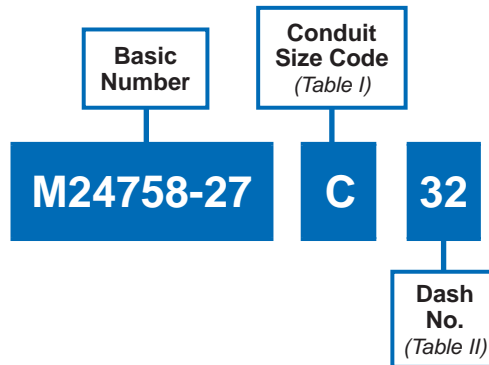 Basic
Number
Conduit
Size Code
(Table I)
M24758-27
C
32
Dash
No.
(Table II)